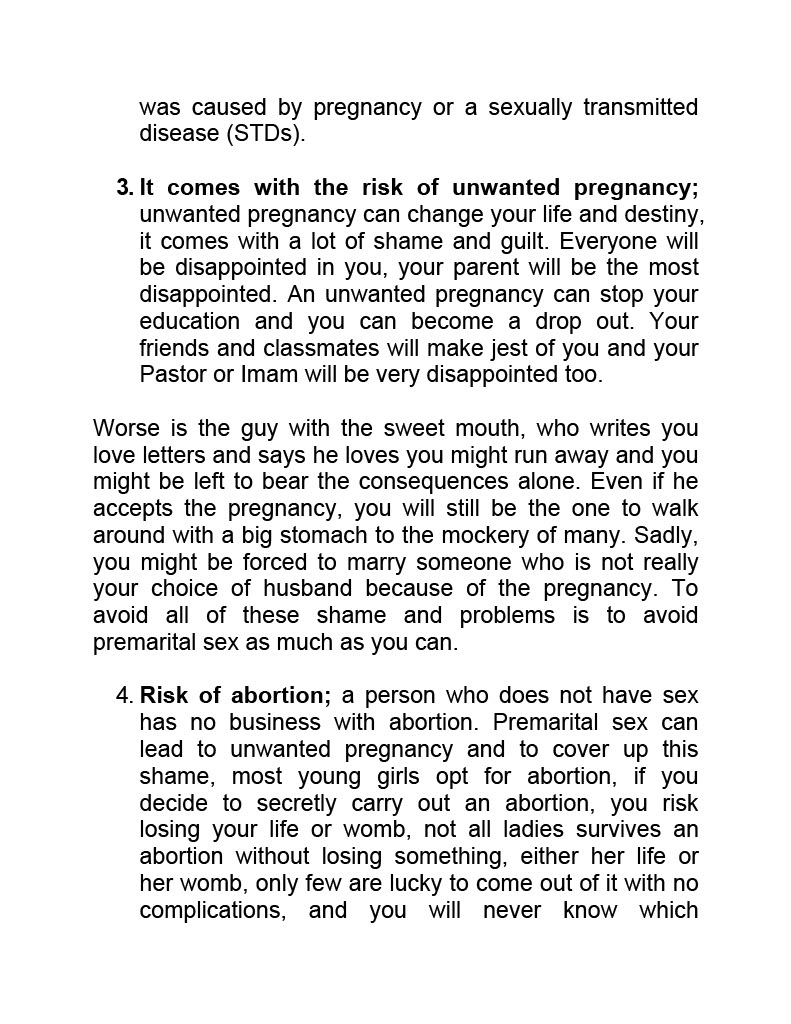 was caused by pregnancy or a sexually transmitted
disease (STDs).
3. It comes with the risk of unwanted pregnancy;
unwanted pregnancy can change your life and destiny,
it comes with a lot of shame and guilt. Everyone will
be disappointed in you, your parent will be the most
disappointed. An unwanted pregnancy can stop your
education and you can become a drop out. Your
friends and classmates will make jest of you and your
Pastor or Imam will be very disappointed too.
Worse is the guy with the sweet mouth, who writes you
love letters and says he loves you might run away and you
might be left to bear the consequences alone. Even if he
accepts the pregnancy, you will still be the one to walk
around with a big stomach to the mockery of many. Sadly,
you might be forced to marry someone who is not really
your choice of husband because of the pregnancy. To
avoid all of these shame and problems is to avoid
premarital sex as much as you can.
4. Risk of abortion; a person who does not have sex
has no business with abortion. Premarital sex can
lead to unwanted pregnancy and to cover up this
shame, most young girls opt for abortion, if you
decide to secretly carry out an abortion, you risk
losing your life or womb, not all ladies survives an
abortion without losing something, either her life or
her womb, only few are lucky to come out of it with no
complications, and you will never know which